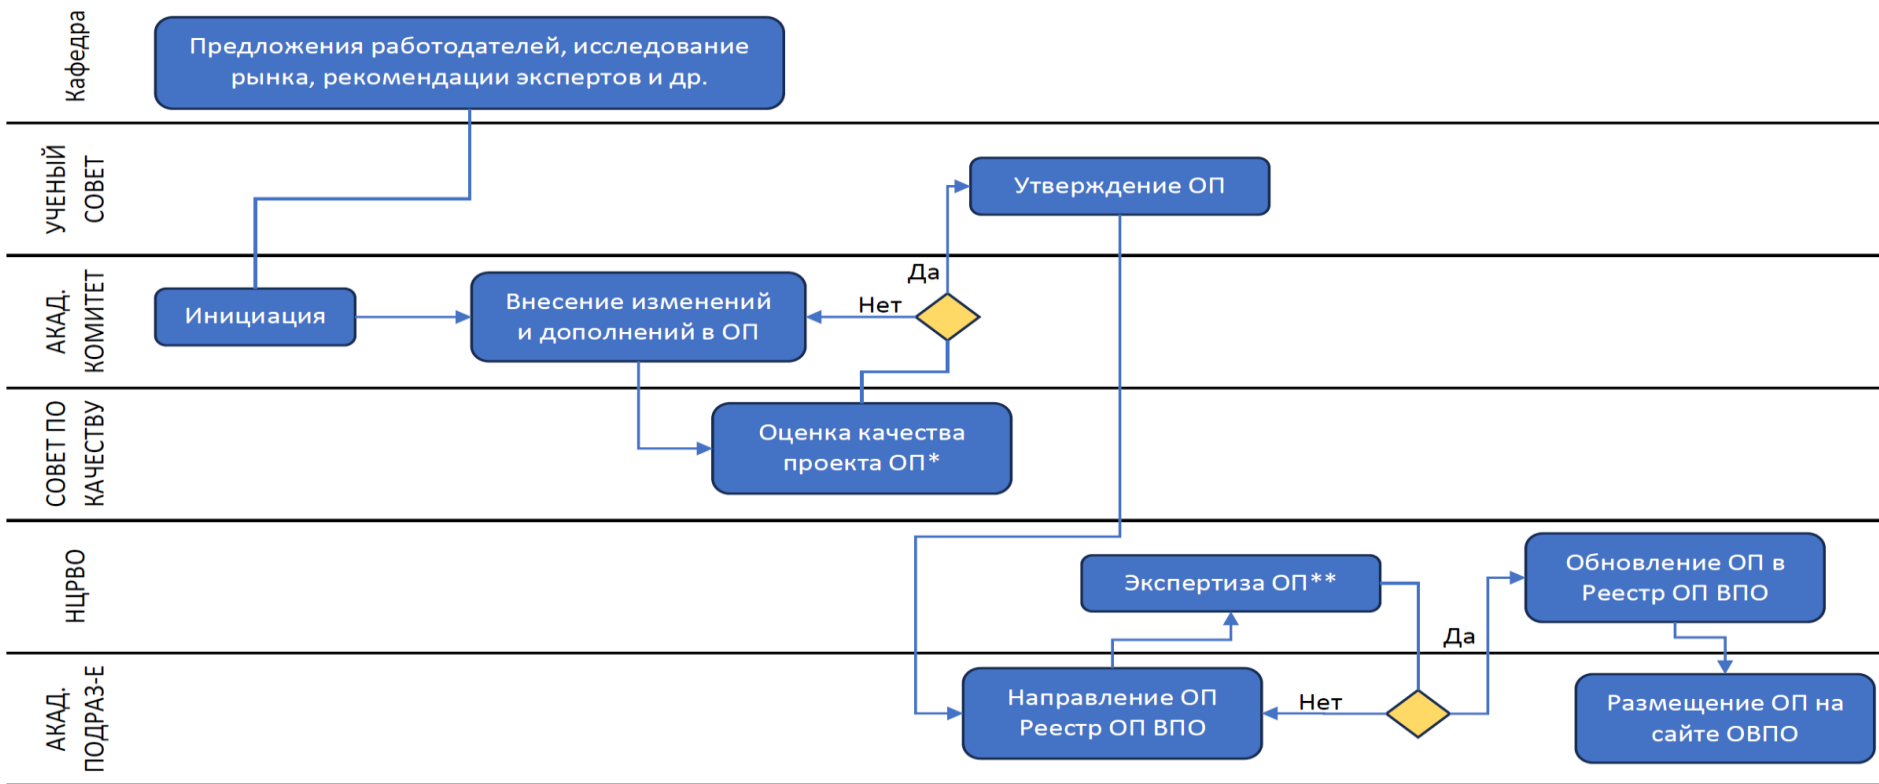 Кафедра
Предложения работодателей, исследование
рынка, рекомендации экспертов и др.
УЧЕНЫЙ
СОВЕТ
Утверждение ОП
АКАД.
КОМИТЕТ
Инициация
Внесение изменений
и дополнений в ОП
Нет
Да
СОВЕТ ПО
КАЧЕСТВУ
Оценка качества
проекта ОП*
НЦРВО
Экспертиза ОП**
Да
Обновление ОП в
Реестр ОП ВПО
АКАД.
ПОДРАЗ-Е
Направление ОП
Реестр ОП ВПО
Нет
Размещение ОП на
сайте ОВПО